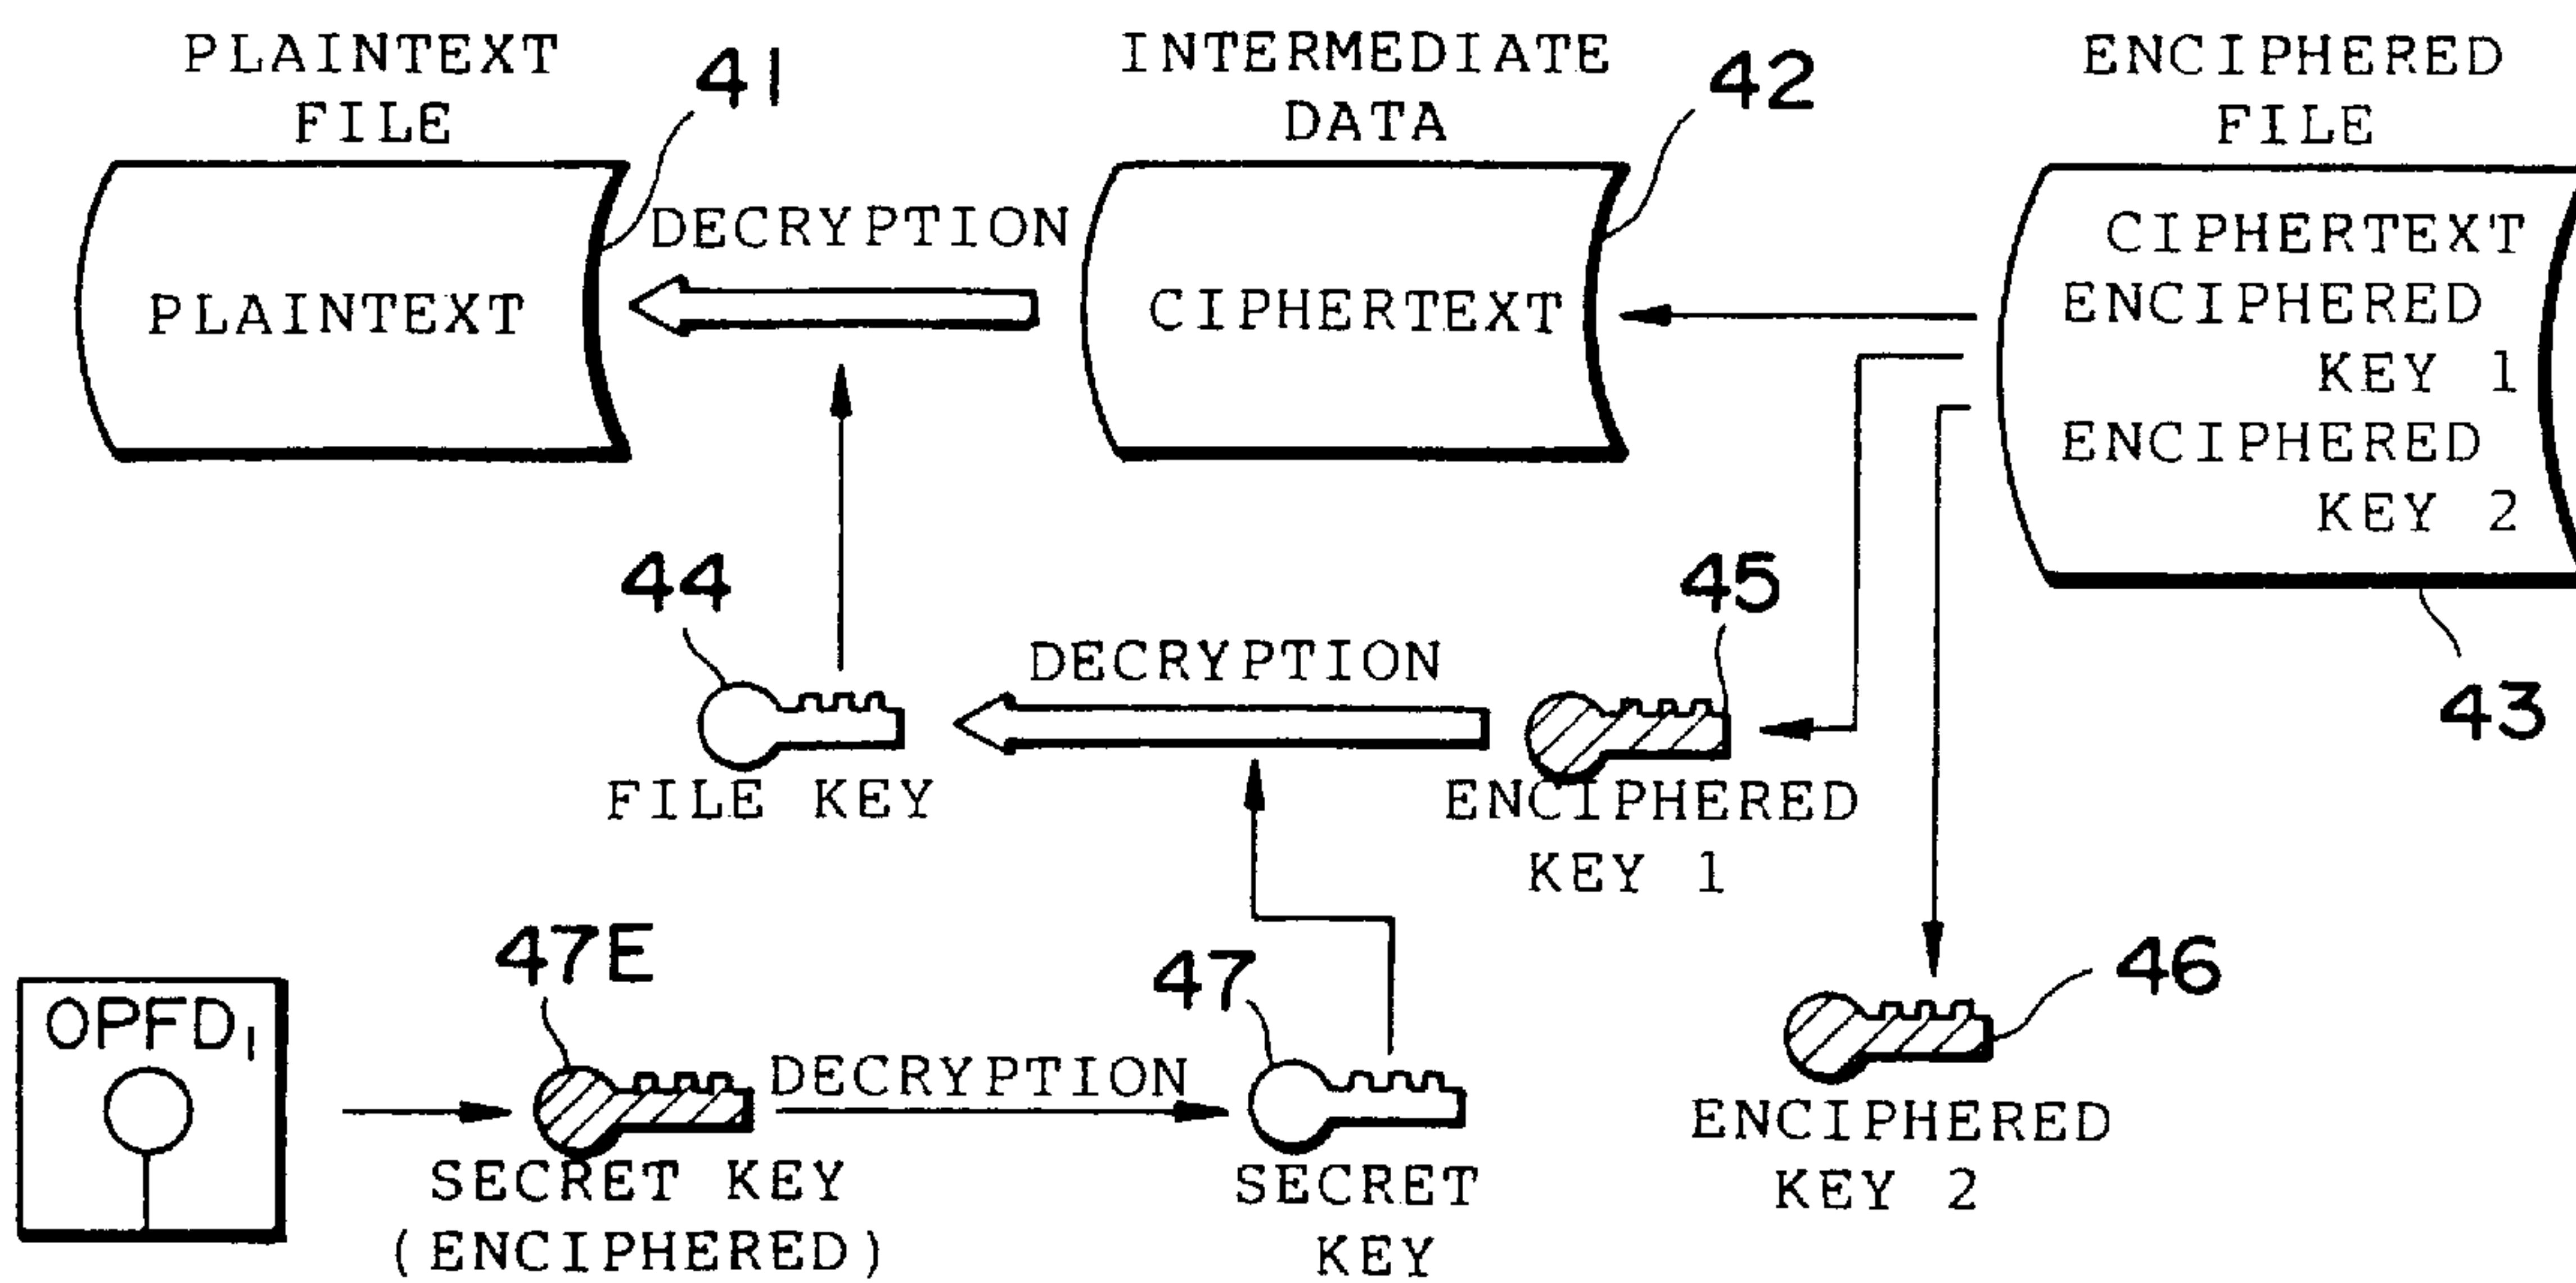 PLAINTEXT
FILE
41
INTERMEDIATE
DATA
42
ENCIPHERED
FILE
PLAINTEXT
DECRYPTION
CIPHERTEXT
CIPHERTEXT
ENCIPHERED
KEY 1
ENCIPHERED
KEY 2
43
44
FILE KEY
DECRYPTION
45
ENCIPHERED
KEY 1
OPFD1
47E
SECRET KEY
(ENCIPHERED)
DECRYPTION
47
SECRET
KEY
46
ENCIPHERED
KEY 2